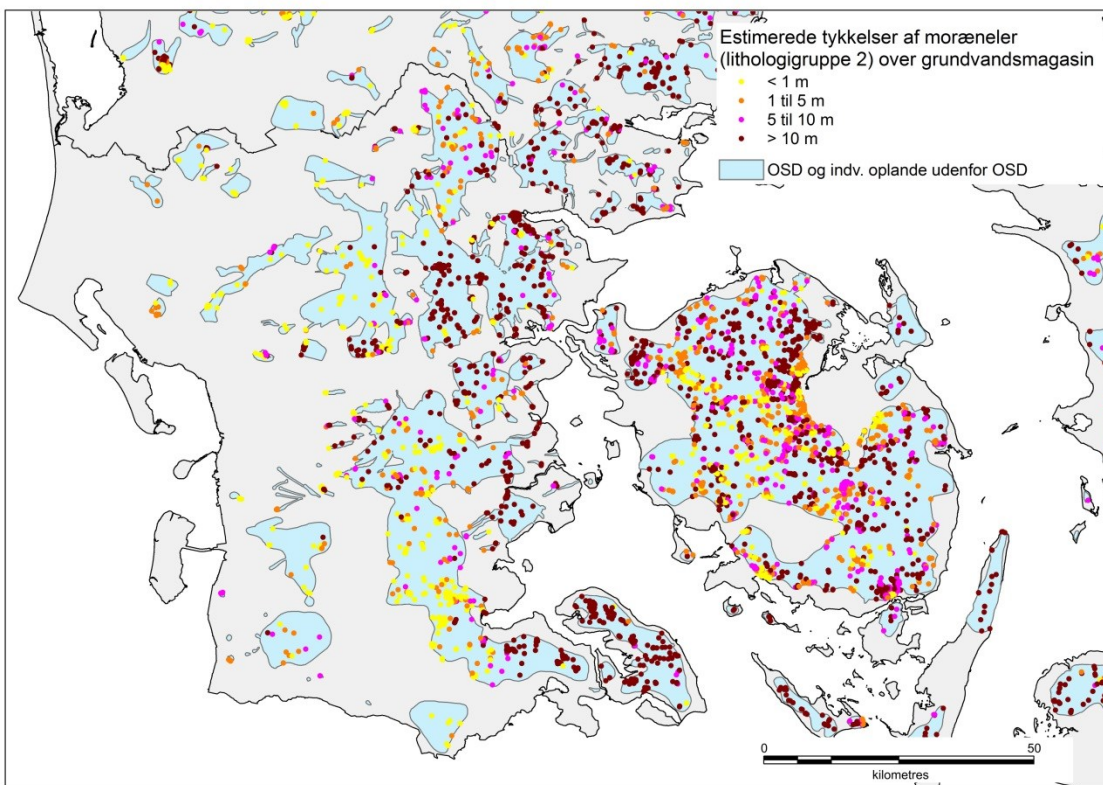 Estimerede tykkelser af moræneler
(lithologigruppe 2) over grundvandsmagasin
< 1 m
1 til 5 m
5 til 10 m
> 10 m
OSD og indv. oplande udenfor OSD
0 50
kilometres